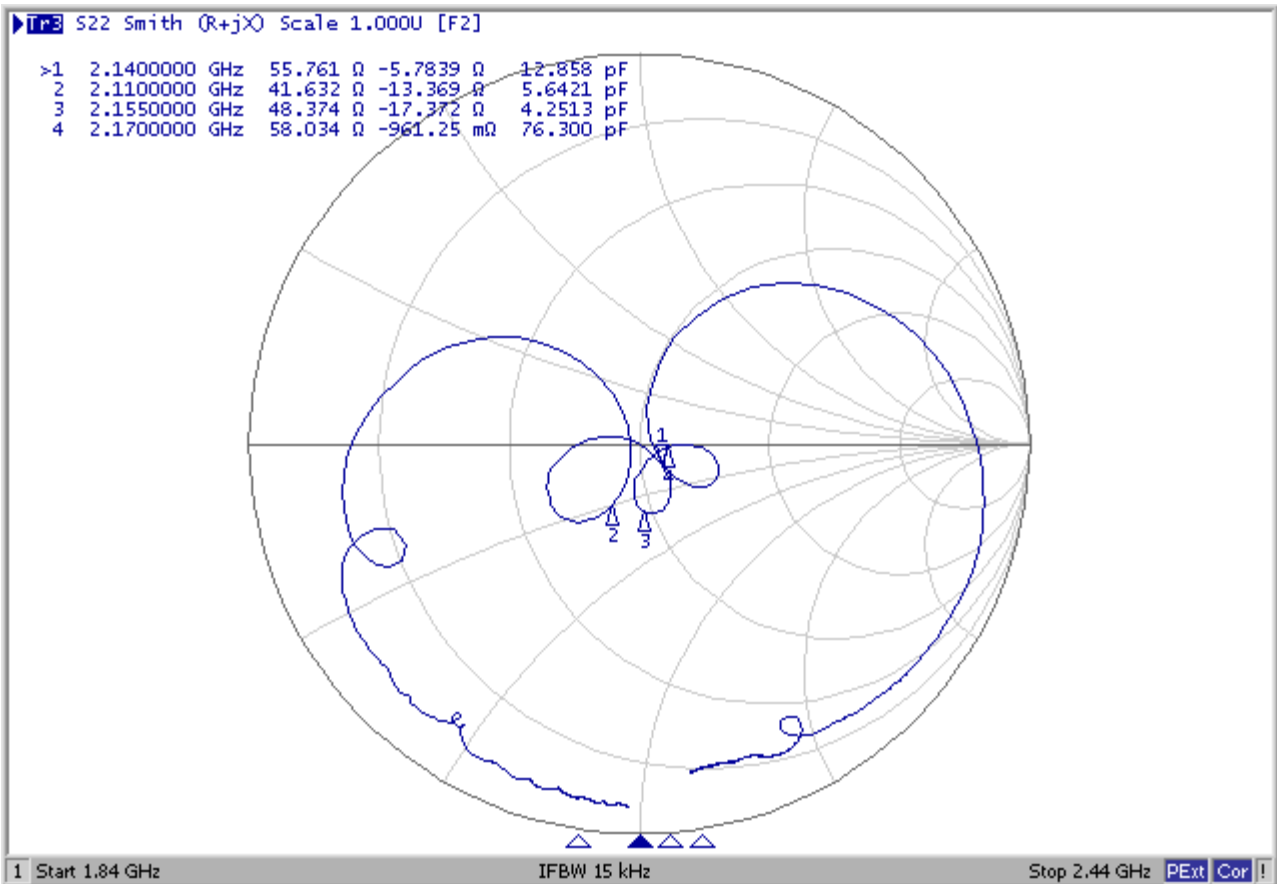 Tr3 S22 Smith (R+jX) Scale 1.000U [F2]
>1 2.1400000 GHz 55.761 Ω -5.7839 Ω 12.858 pF
2 2.1100000 GHz 41.632 Ω -13.369 Ω 5.6421 pF
3 2.1550000 GHz 48.374 Ω -17.372 Ω 4.2513 pF
4 2.1700000 GHz 58.034 Ω -961.25 mΩ 76.300 pF
1
4
2
3
1 Start 1.84 GHz IFBW 15 kHz Stop 2.44 GHz PExt Cor !